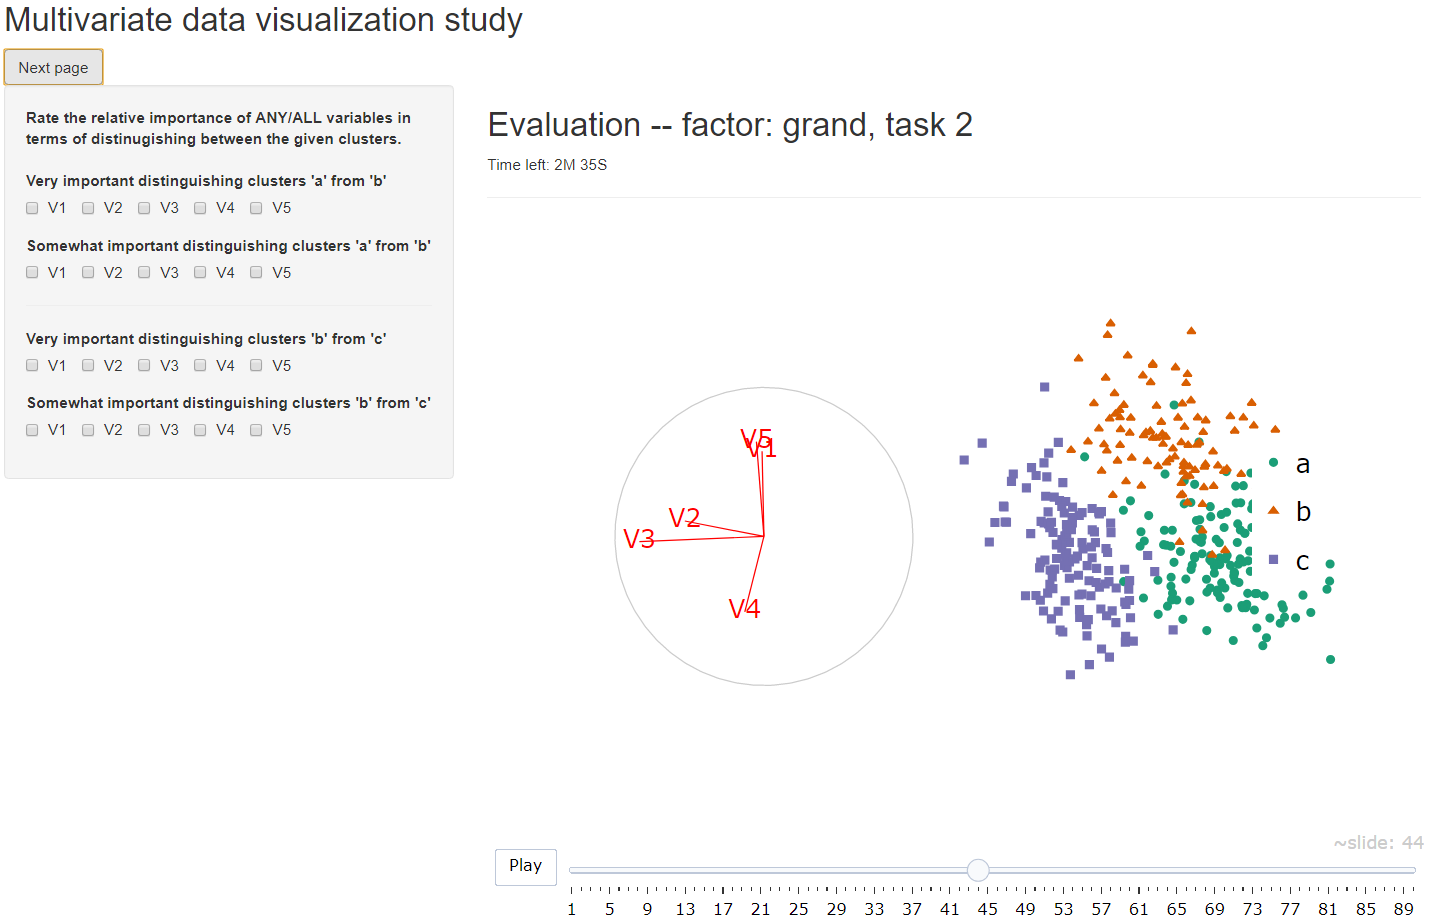 Multivariate data visualization study
Next page
Rate the relative importance of ANY/ALL variables in
terms of distinugishing between the given clusters.
Very important distinguishing clusters 'a' from 'b'
V1 V2 V3 V4 V5
Somewhat important distinguishing clusters 'a' from 'b'
V1 V2 V3 V4 V5
Very important distinguishing clusters 'b' from 'c'
V1 V2 V3 V4 V5
Somewhat important distinguishing clusters 'b' from 'c'
V1 V2 V3 V4 V5
Evaluation -- factor: grand, task 2
Time left: 2M 35S
V5
V1
V2
V3
V4
a
b
c
~slide: 44
Play
1 5 9 13 17 21 25 29 33 37 41 45 49 53 57 61 65 69 73 77 81 85 89